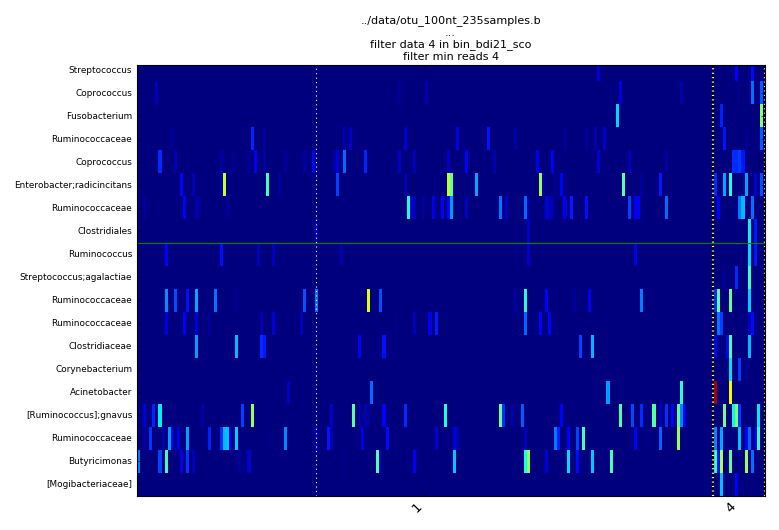 ../data/otu_100nt_235samples.b
...
filter data 4 in bin_bdi21_sco
filter min reads 4
Streptococcus
Coprococcus
Fusobacterium
Ruminococcaceae
Coprococcus
Enterobacter;radicincitans
Ruminococcaceae
Clostridiales
Ruminococcus
Streptococcus;agalactiae
Ruminococcaceae
Ruminococcaceae
Clostridiaceae
Corynebacterium
Acinetobacter
[Ruminococcus];gnavus
Ruminococcaceae
Butyricimonas
[Mogibacteriaceae]
1
4